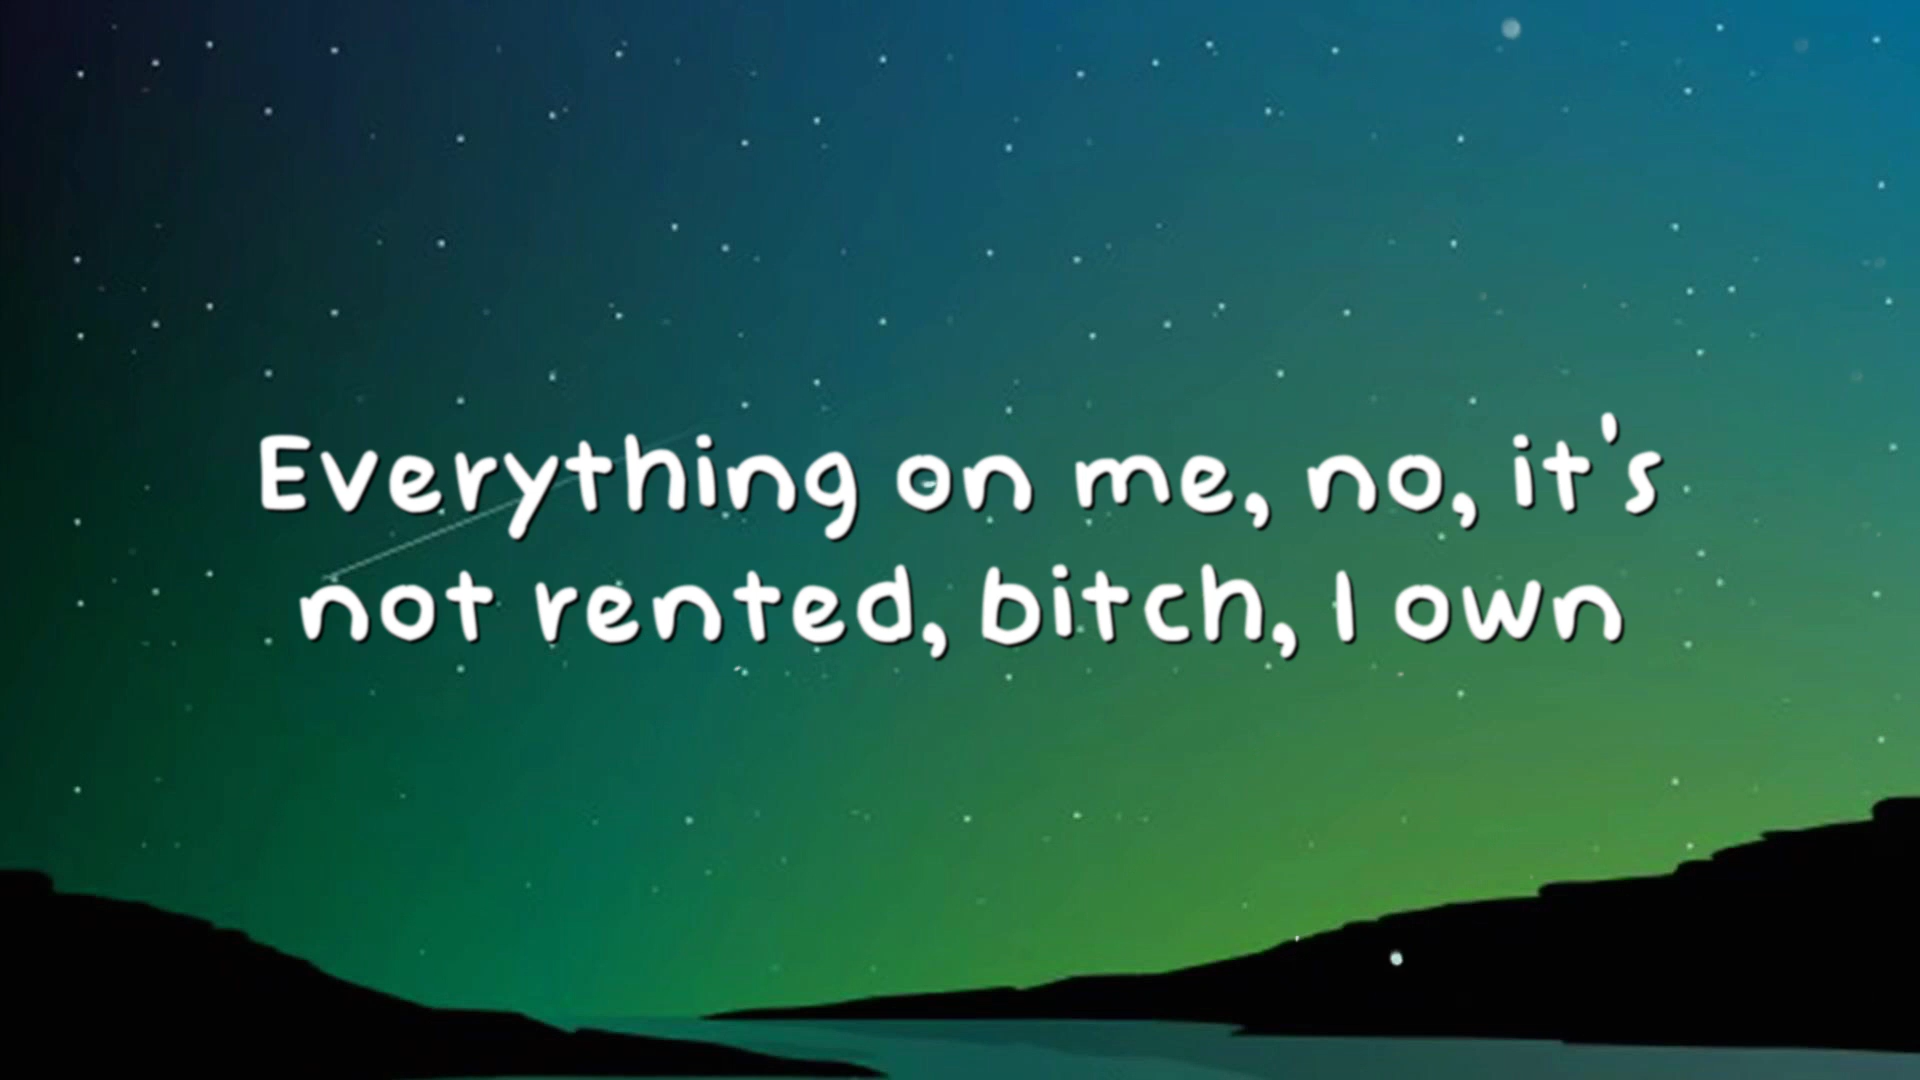 Everything on me, no, it's
not rented, bitch, I own